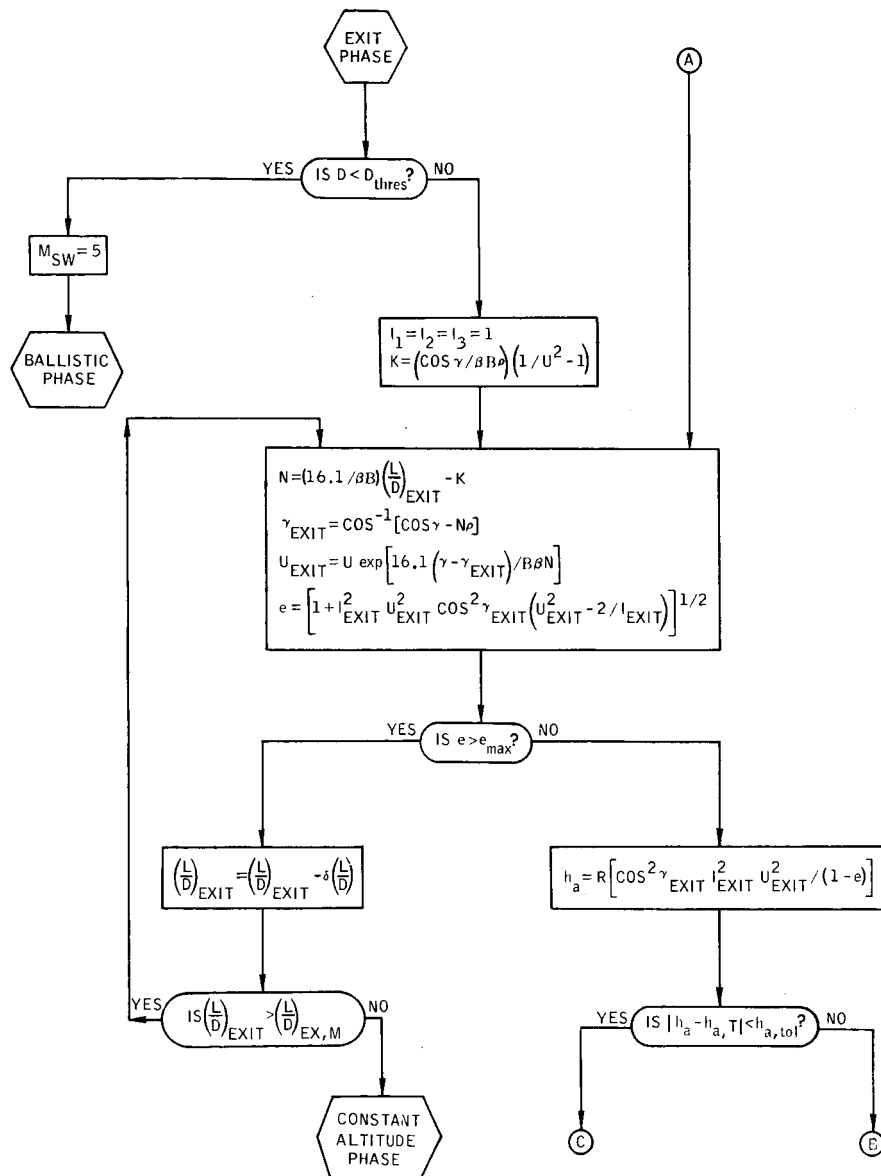 EXIT
PHASE
A
IS D < D_thres?
YES
NO
M_SW = 5
BALLISTIC
PHASE
I_1 = I_2 = I_3 = 1
K = (COS γ / βBρ) (1/U^2 - 1)
N = (16.1/βB) (L/D)_EXIT - K
γ_EXIT = COS^-1 [COS γ - Nρ]
U_EXIT = U exp [16.1 (γ - γ_EXIT) / BβN]
e = [1 + I^2_EXIT U^2_EXIT COS^2 γ_EXIT (U^2_EXIT - 2 / I_EXIT)]^1/2
YES
IS e > e_max?
NO
(L/D)_EXIT = (L/D)_EXIT - δ(L/D)
h_a = R [COS^2 γ_EXIT I^2_EXIT U^2_EXIT / (1 - e)]
YES
IS (L/D)_EXIT > (L/D)_EX, M
NO
YES
IS |h_a - h_a, T| < h_a, tol?
NO
CONSTANT
ALTITUDE
PHASE
C
B